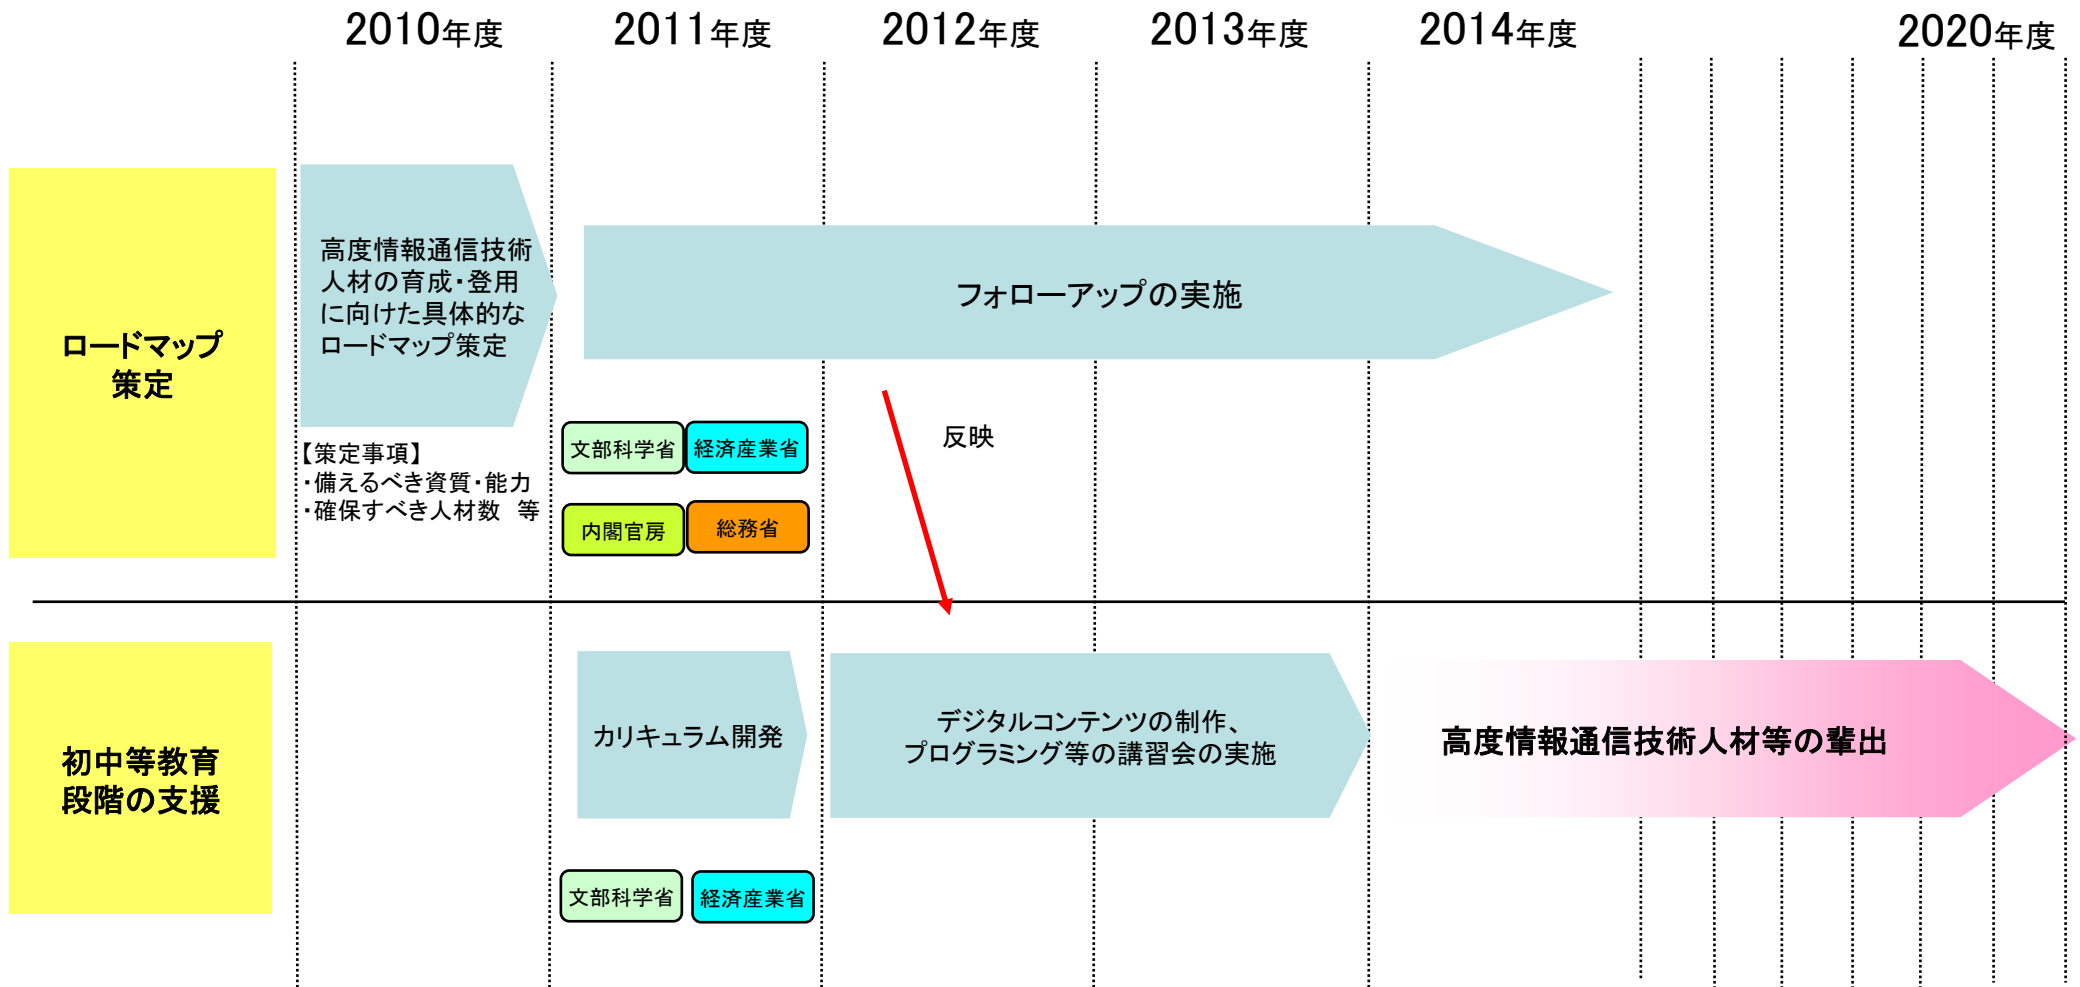 2010年度
2011年度
2012年度
2013年度
2014年度
2020年度
ロードマップ
策定
高度情報通信技術
人材の育成・登用
に向けた具体的な
ロードマップ策定
フォローアップの実施
【策定事項】
・備えるべき資質・能力
・確保すべき人材数　等
文部科学省
経済産業省
内閣官房
総務省
反映
初中等教育
段階の支援
カリキュラム開発
デジタルコンテンツの制作、
プログラミング等の講習会の実施
高度情報通信技術人材等の輩出
文部科学省
経済産業省